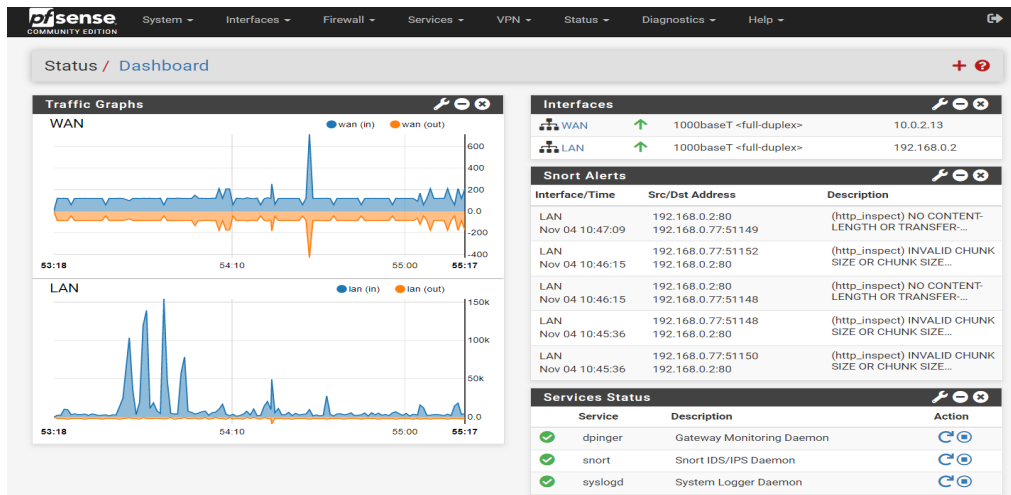 pfsense
COMMUNITY EDITION
System Interfaces Firewall Services VPN Status Diagnostics Help
Status / Dashboard
Traffic Graphs
WAN
wan (in) wan (out)
600
400
200
0.0
-200
-400
53:18 54:10 55:00 55:17
LAN
lan (in) lan (out)
150k
100k
50k
0.0
53:18 54:10 55:00 55:17
Interfaces
WAN 1000baseT <full-duplex> 10.0.2.13
LAN 1000baseT <full-duplex> 192.168.0.2
Snort Alerts
Interface/Time Src/Dst Address Description
LAN 192.168.0.2:80 (http_inspect) NO CONTENT-
Nov 04 10:47:09 192.168.0.77:51149 LENGTH OR TRANSFER-...
LAN 192.168.0.77:51152 (http_inspect) INVALID CHUNK
Nov 04 10:46:15 192.168.0.2:80 SIZE OR CHUNK SIZE...
LAN 192.168.0.2:80 (http_inspect) NO CONTENT-
Nov 04 10:46:15 192.168.0.77:51148 LENGTH OR TRANSFER-...
LAN 192.168.0.77:51148 (http_inspect) INVALID CHUNK
Nov 04 10:45:36 192.168.0.2:80 SIZE OR CHUNK SIZE...
LAN 192.168.0.77:51150 (http_inspect) INVALID CHUNK
Nov 04 10:45:36 192.168.0.2:80 SIZE OR CHUNK SIZE...
Services Status
Service Description Action
dpinger Gateway Monitoring Daemon
snort Snort IDS/IPS Daemon
syslogd System Logger Daemon